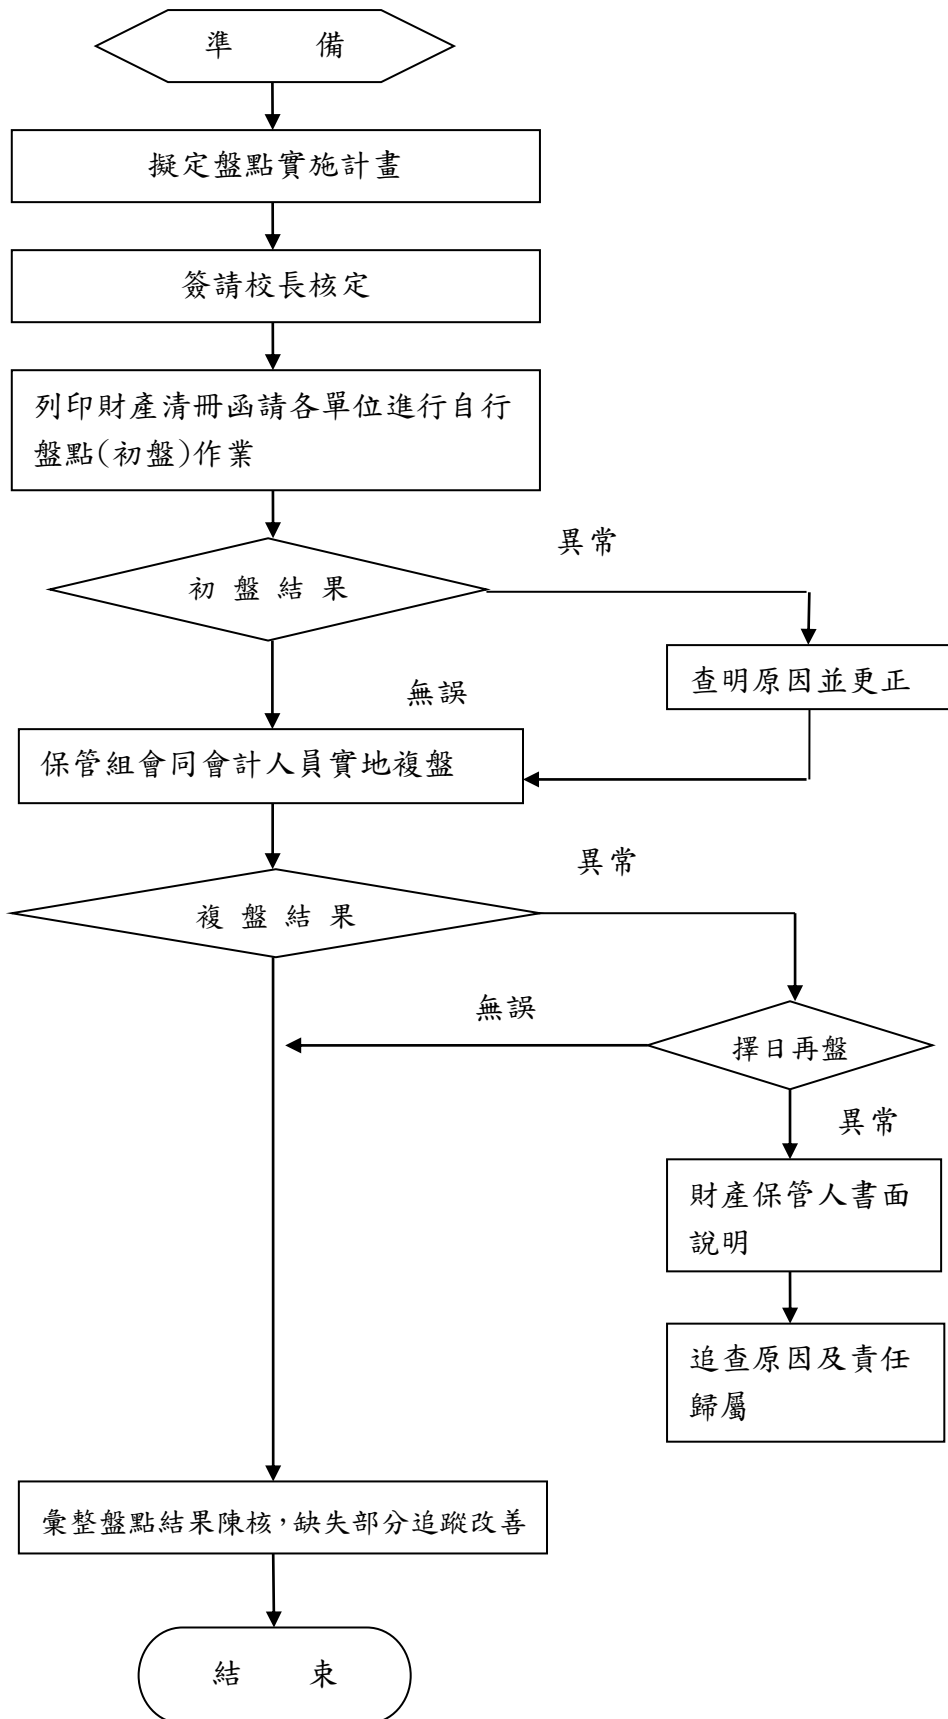 準 備
擬定盤點實施計畫
簽請校長核定
列印財產清冊函請各單位進行自行
盤點(初盤)作業
異常
初盤結果
查明原因並更正
無誤
保管組會同會計人員實地複盤
異常
複盤結果
無誤
擇日再盤
異常
財產保管人書面
說明
追查原因及責任
歸屬
彙整盤點結果陳核,缺失部分追蹤改善
結 束